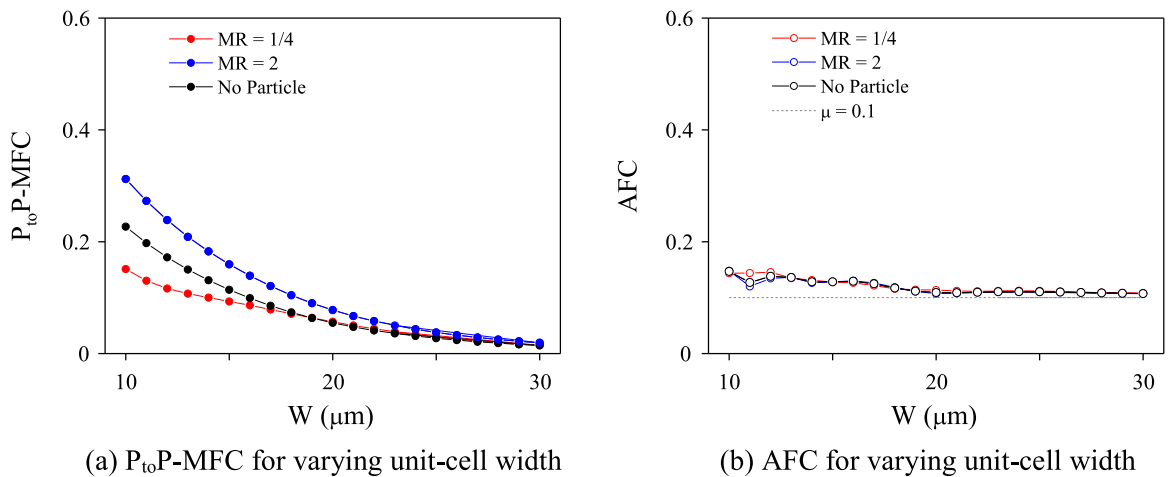 0.6
0.4
0.2
0
PtoP-MFC
MR = 1/4
MR = 2
No Particle
10
20
30
W (μm)
(a) PtoP-MFC for varying unit-cell width
0.6
0.4
0.2
0
AFC
MR = 1/4
MR = 2
No Particle
μ = 0.1
10
20
30
W (μm)
(b) AFC for varying unit-cell width